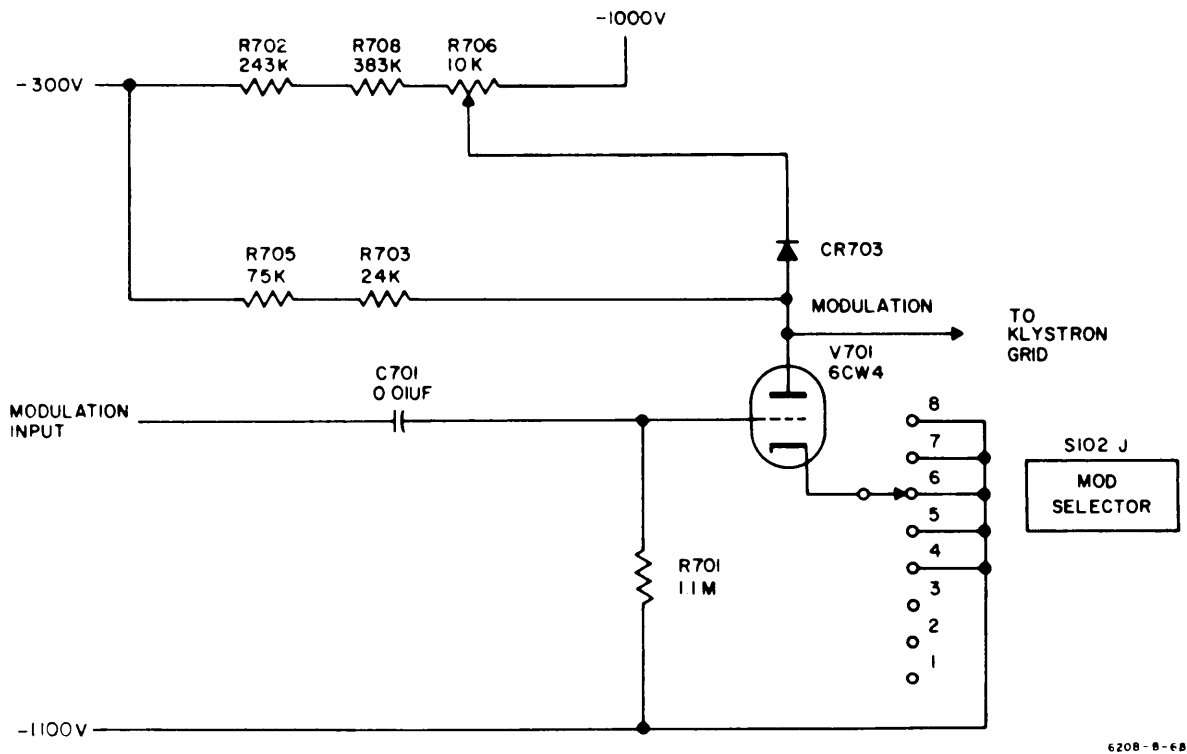 -1000V
R702
243K
R708
383K
R706
10K
-300V
R705
75K
R703
24K
CR703
MODULATION
TO
KLYSTRON
GRID
V701
6CW4
C701
0.01UF
MODULATION
INPUT
8
7
6
5
4
3
2
1
S102 J
MOD
SELECTOR
R701
1.1M
-1100V
6208-B-6B